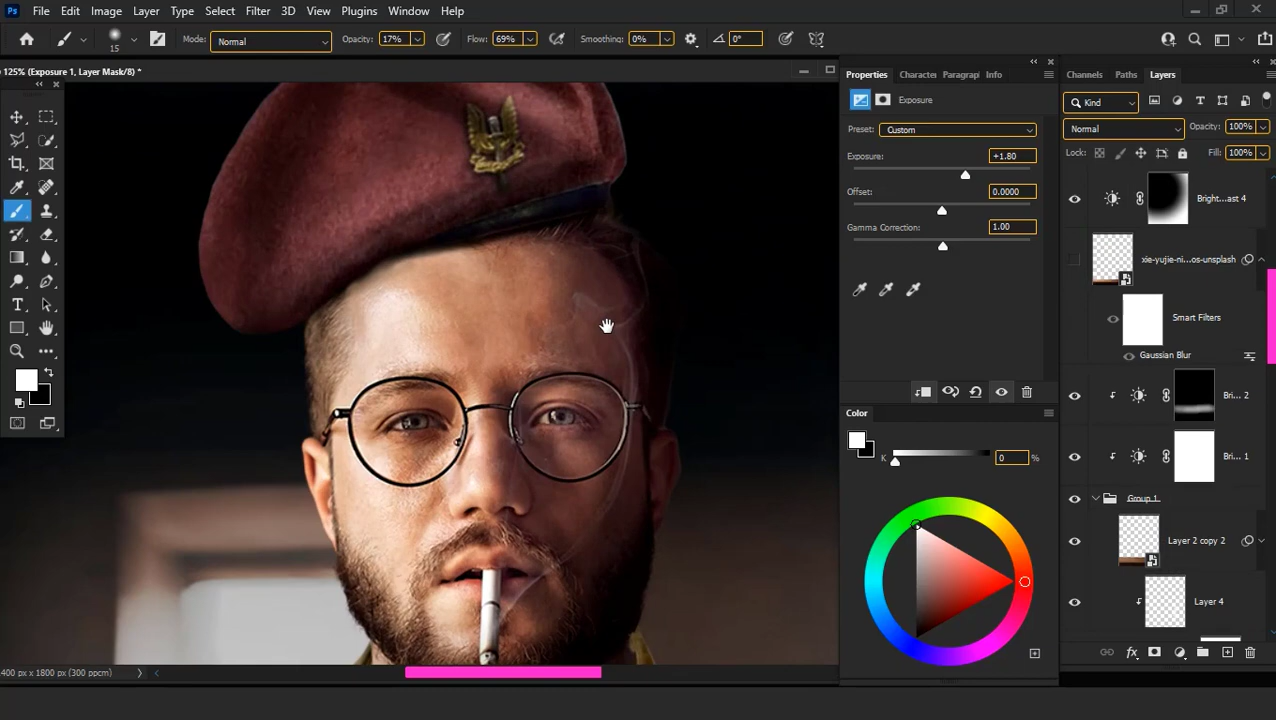 Ps File Edit Image Layer Type Select Filter 3D View Plugins Window Help
15 Mode: Normal Opacity: 17% Flow: 69% Smoothing: 0% 0°
125% (Exposure 1, Layer Mask/8) *
Properties Character Paragrap Info
Channels Paths Layers
Exposure
Kind
Preset: Custom
Normal Opacity: 100%
Exposure: +1.80
Lock: Fill: 100%
Offset: 0.0000
Bright...ast 4
Gamma Correction: 1.00
xie-yujie-ni...os-unsplash
Smart Filters
Gaussian Blur
Bri... 2
Color
K 0 %
Bri... 1
Group 1
Layer 2 copy 2
Layer 4
400 px x 1800 px (300 ppcm)